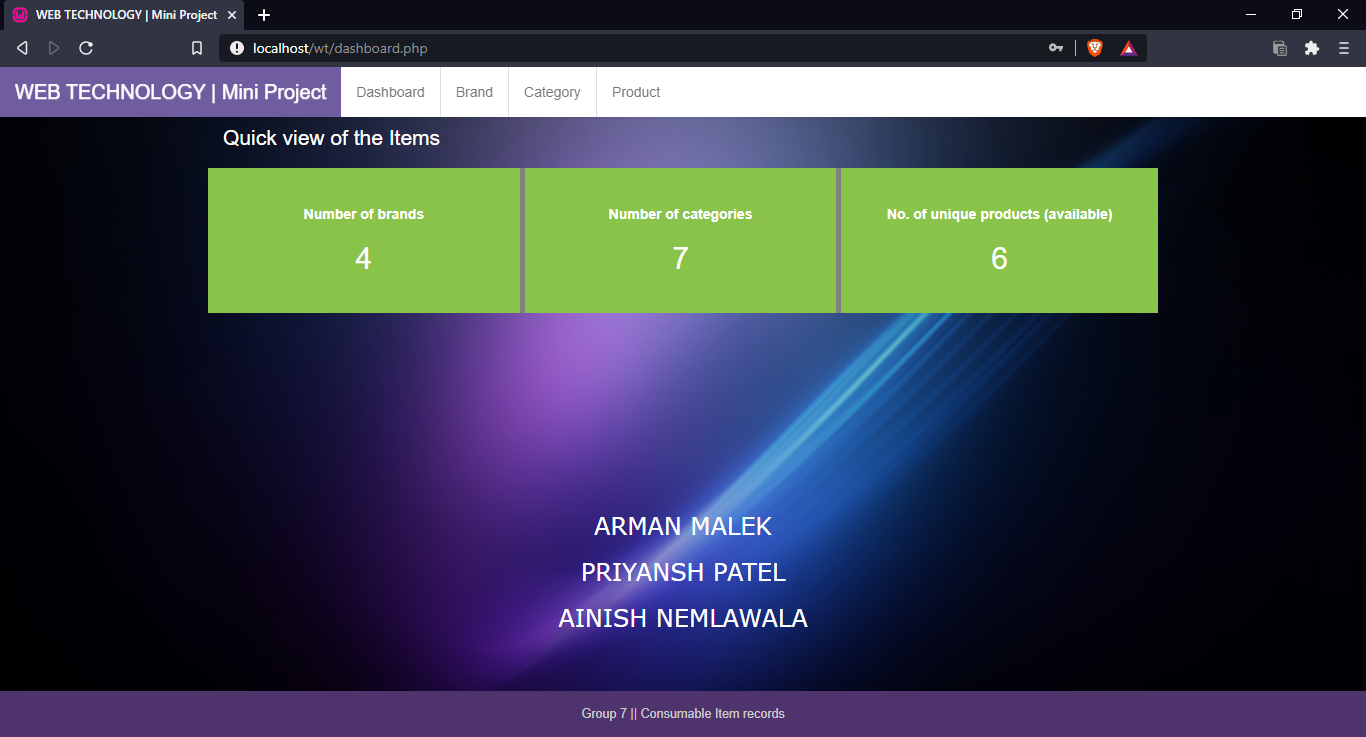 WEB TECHNOLOGY | Mini Project
localhost/wt/dashboard.php
WEB TECHNOLOGY | Mini Project Dashboard Brand Category Product
Quick view of the Items
Number of brands Number of categories No. of unique products (available)
4 7 6
ARMAN MALEK
PRIYANSH PATEL
AINISH NEMLAWALA
Group 7 || Consumable Item records